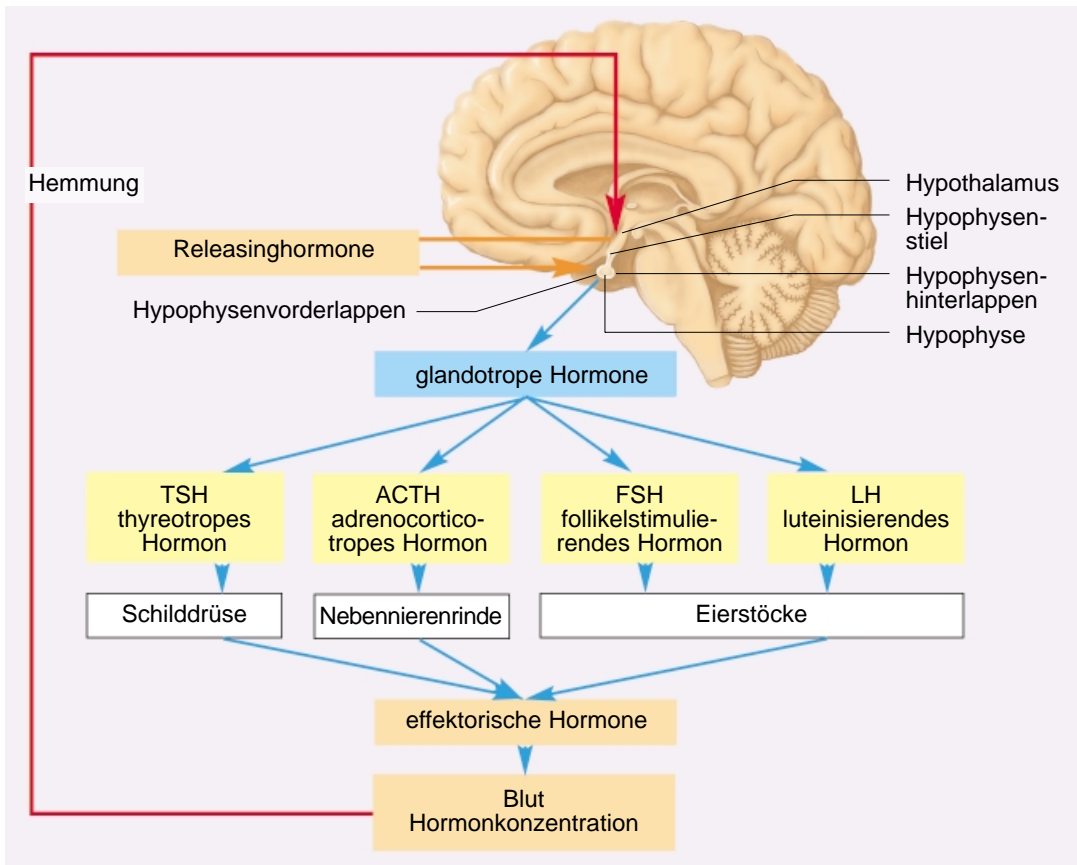 Hemmung
Releasinghormone
Hypophysenvorderlappen
Hypothalamus
Hypophysen-
stiel
Hypophysen-
hinterlappen
Hypophyse
glandotrope Hormone
TSH
thyreotropes
Hormon
ACTH
adrenocortico-
tropes Hormon
FSH
follikelstimulie-
rendes Hormon
LH
luteinisierendes
Hormon
Schilddrüse
Nebennierenrinde
Eierstöcke
effektorische Hormone
Blut
Hormonkonzentration